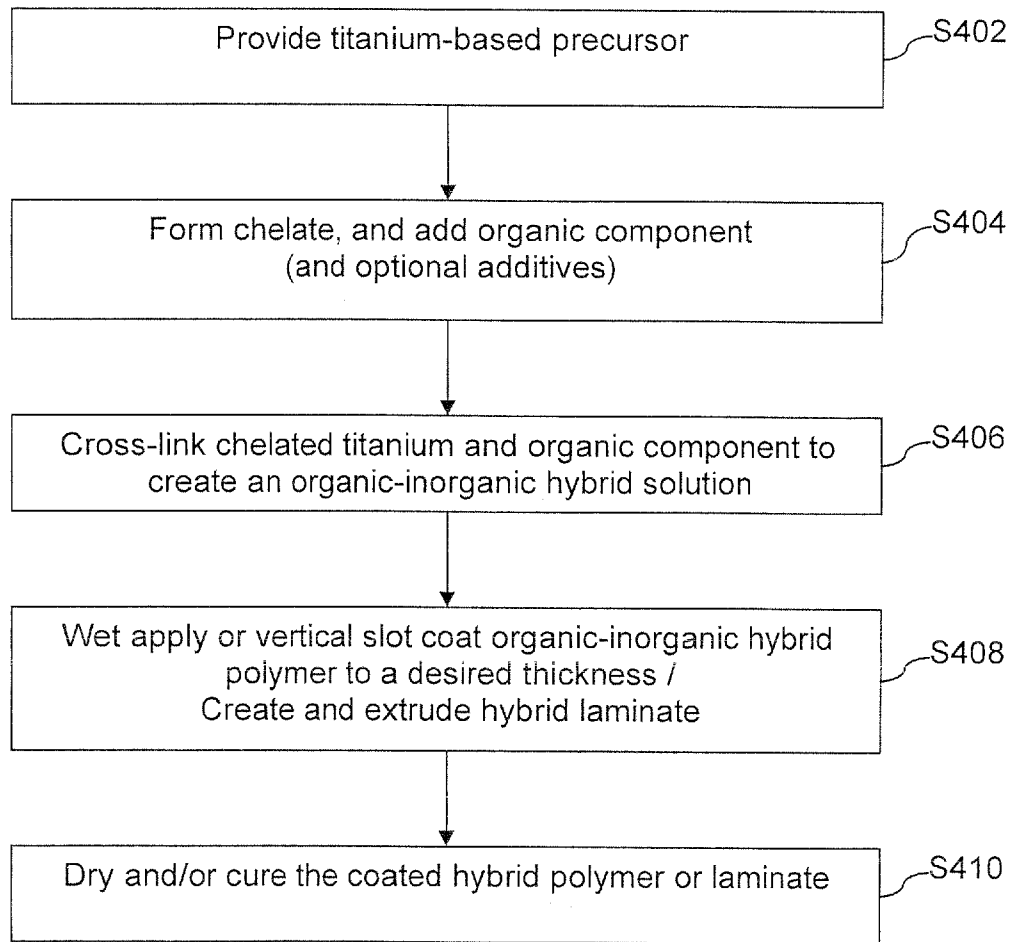 Provide titanium-based precursor
S402
Form chelate, and add organic component
(and optional additives)
S404
Cross-link chelated titanium and organic component to
create an organic-inorganic hybrid solution
S406
Wet apply or vertical slot coat organic-inorganic hybrid
polymer to a desired thickness /
Create and extrude hybrid laminate
S408
Dry and/or cure the coated hybrid polymer or laminate
S410